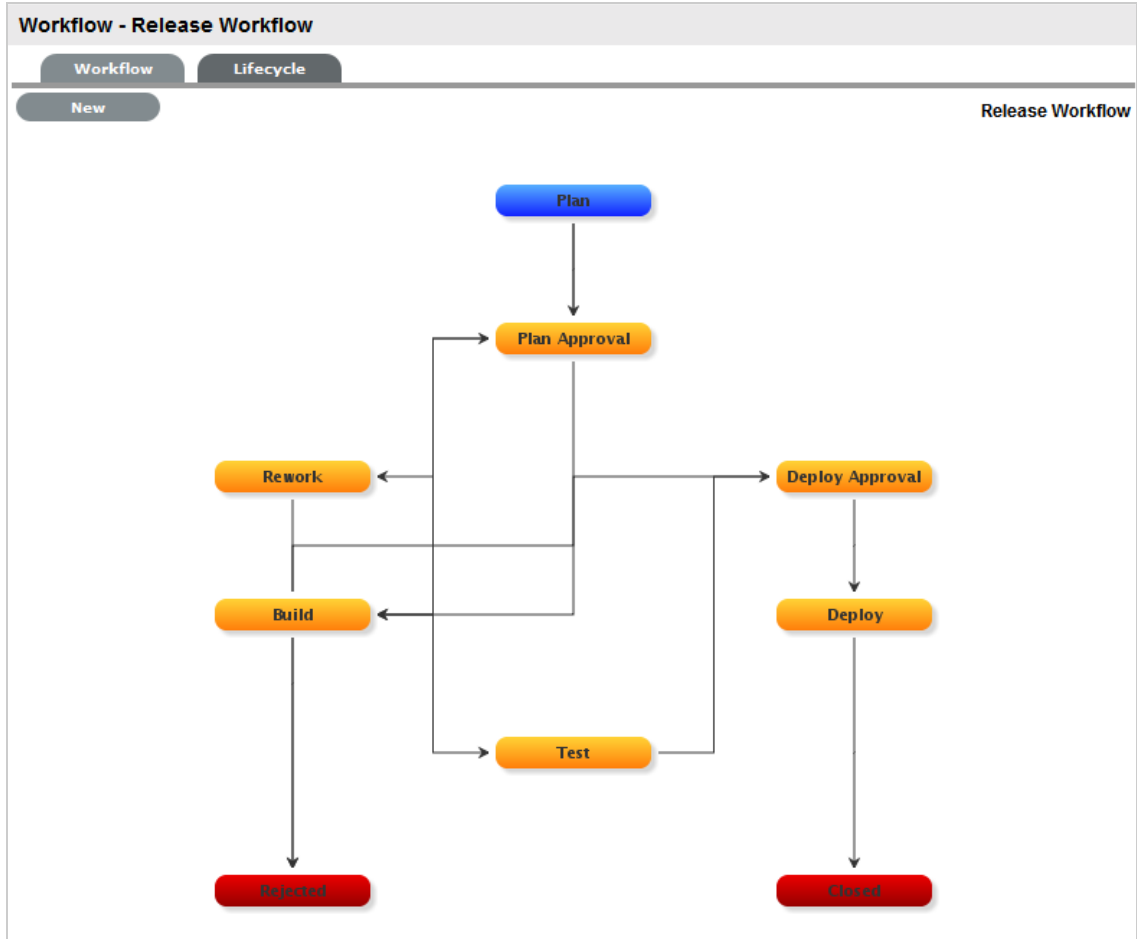 Workflow - Release Workflow
Workflow
Lifecycle
New
Release Workflow
Plan
Plan Approval
Rework
Deploy Approval
Build
Deploy
Test
Rejected
Closed